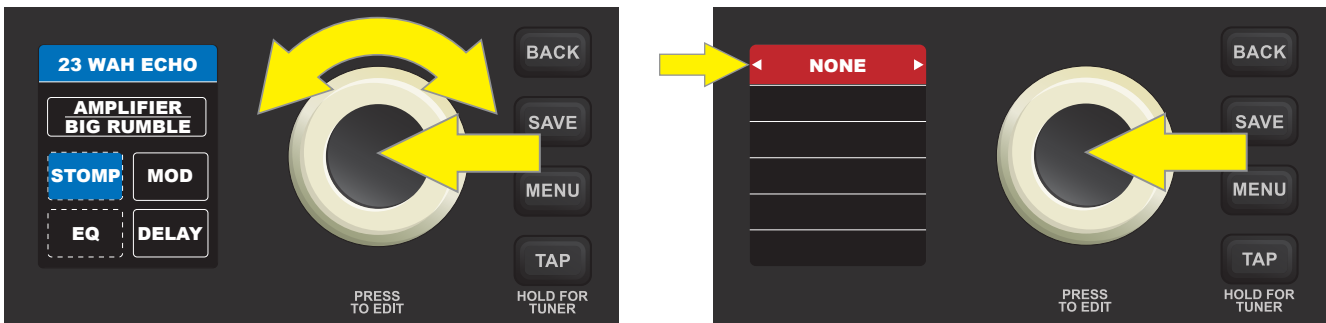 23 WAH ECHO
AMPLIFIER
BIG RUMBLE
STOMP MOD
EQ DELAY
BACK
SAVE
MENU
TAP
PRESS
TO EDIT
HOLD FOR
TUNER
NONE
BACK
SAVE
MENU
TAP
PRESS
TO EDIT
HOLD FOR
TUNER